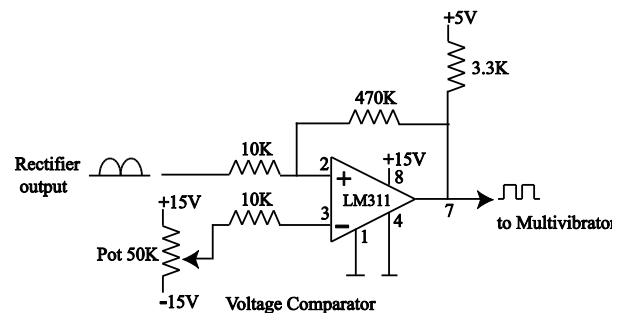 +5V
3.3K
470K
10K
Rectifier
output
2
+
+15V
8
LM311
+15V
10K
3
-
7
4
1
to Multivibrator
Pot 50K
-15V
Voltage Comparator